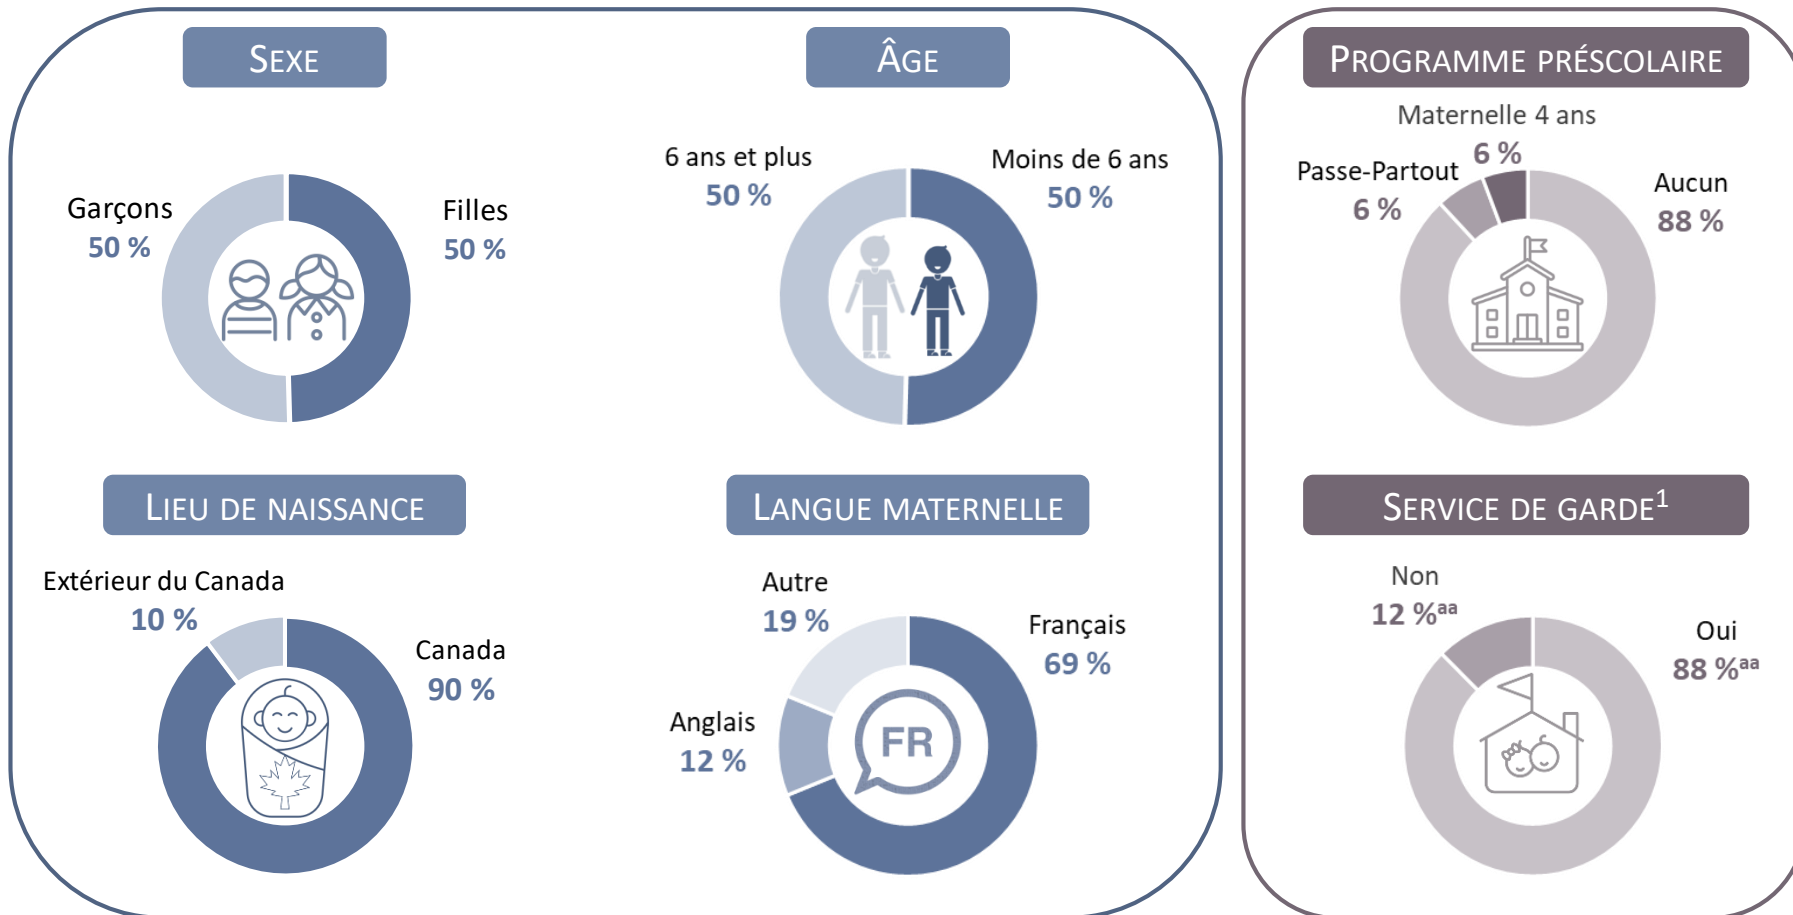 SEXE
Garçons
50 %
Filles
50 %
ÂGE
6 ans et plus
50 %
Moins de 6 ans
50 %
LIEU DE NAISSANCE
Extérieur du Canada
10 %
Canada
90 %
LANGUE MATERNELLE
Autre
19 %
Français
69 %
Anglais
12 %
FR
PROGRAMME PRÉSCOLAIRE
Maternelle 4 ans
6 %
Passe-Partout
6 %
Aucun
88 %
SERVICE DE GARDE¹
Non
12 %ᵃᵃ
Oui
88 %ᵃᵃ